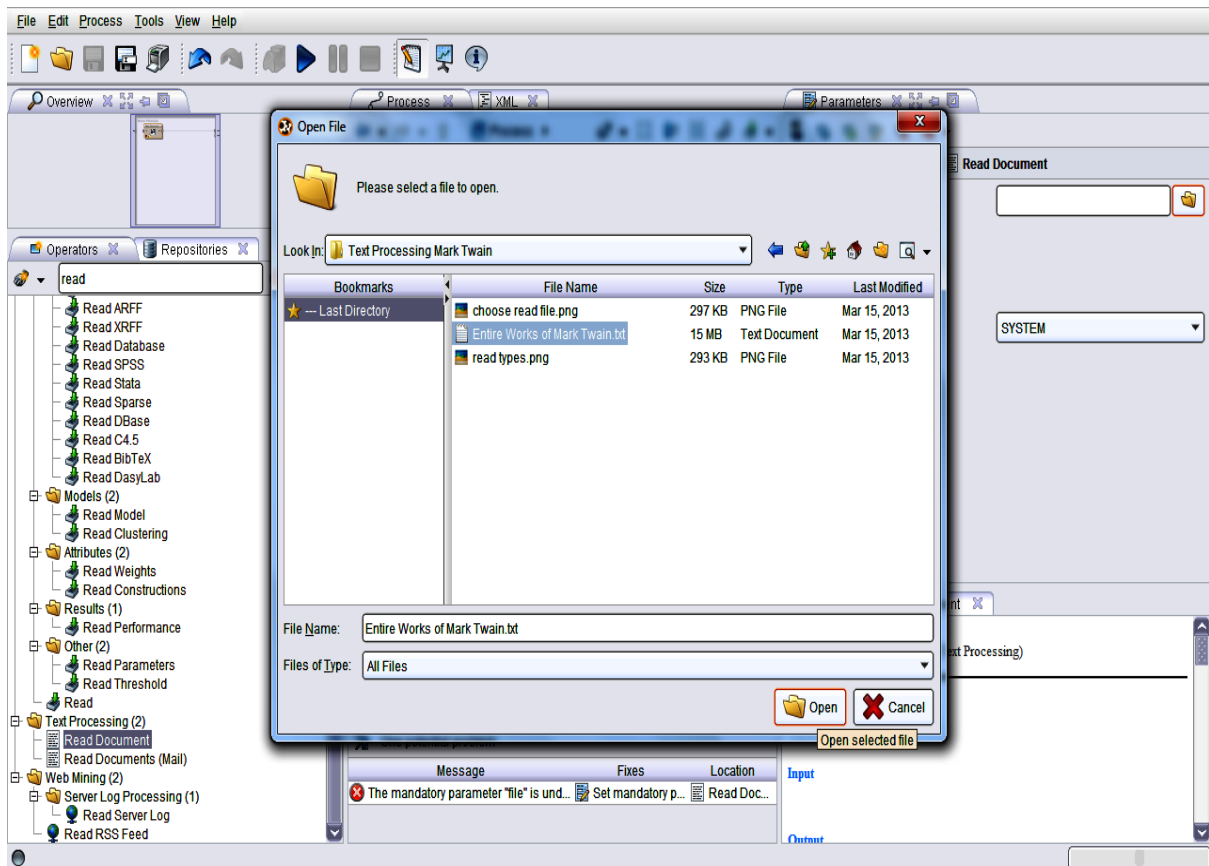 File Edit Process Tools View Help
Overview
Process
XML
Parameters
Open File
Please select a file to open.
Read Document
Look In: Text Processing Mark Twain
Operators
Repositories
read
Bookmarks
File Name Size Type Last Modified
--- Last Directory
choose read file.png 297 KB PNG File Mar 15, 2013
Entire Works of Mark Twain.txt 15 MB Text Document Mar 15, 2013
read types.png 293 KB PNG File Mar 15, 2013
SYSTEM
Read ARFF
Read XRFF
Read Database
Read SPSS
Read Stata
Read Sparse
Read DBase
Read C4.5
Read BibTeX
Read DasyLab
Models (2)
Read Model
Read Clustering
Attributes (2)
Read Weights
Read Constructions
Results (1)
Read Performance
Other (2)
Read Parameters
Read Threshold
Read
Text Processing (2)
Read Document
Read Documents (Mail)
Web Mining (2)
Server Log Processing (1)
Read Server Log
Read RSS Feed
File Name: Entire Works of Mark Twain.txt
Files of Type: All Files
Open
Cancel
Open selected file
nt
ext Processing)
Message Fixes Location
The mandatory parameter "file" is und... Set mandatory p... Read Doc...
Input
Output